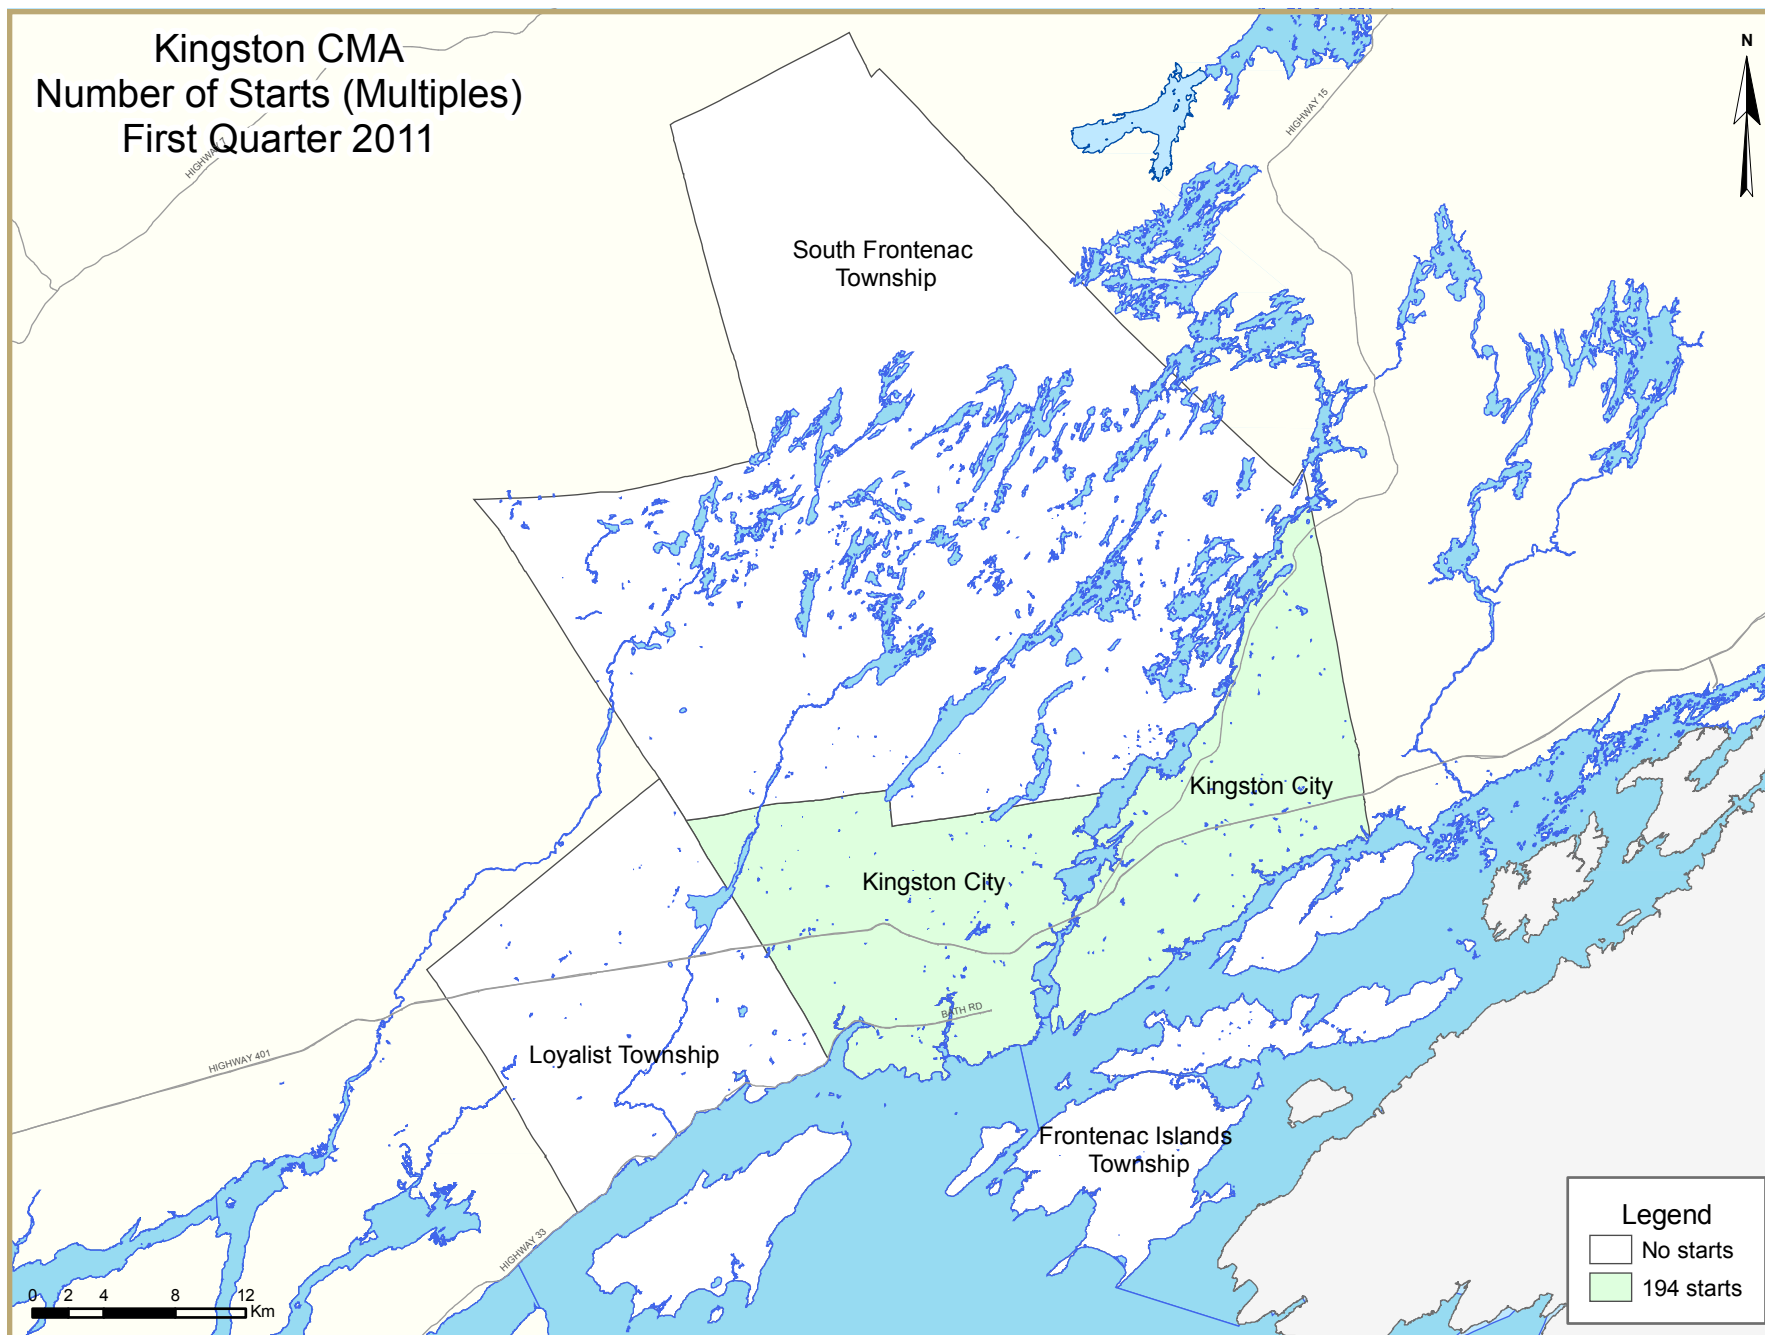 Kingston CMA
Number of Starts (Multiples)
First Quarter 2011
N
HIGHWAY 7
HIGHWAY 15
South Frontenac
Township
Kingston City
Kingston City
BATH RD
Loyalist Township
HIGHWAY 401
Frontenac Islands
Township
HIGHWAY 33
Legend
No starts
194 starts
0 2 4 8 12
Km